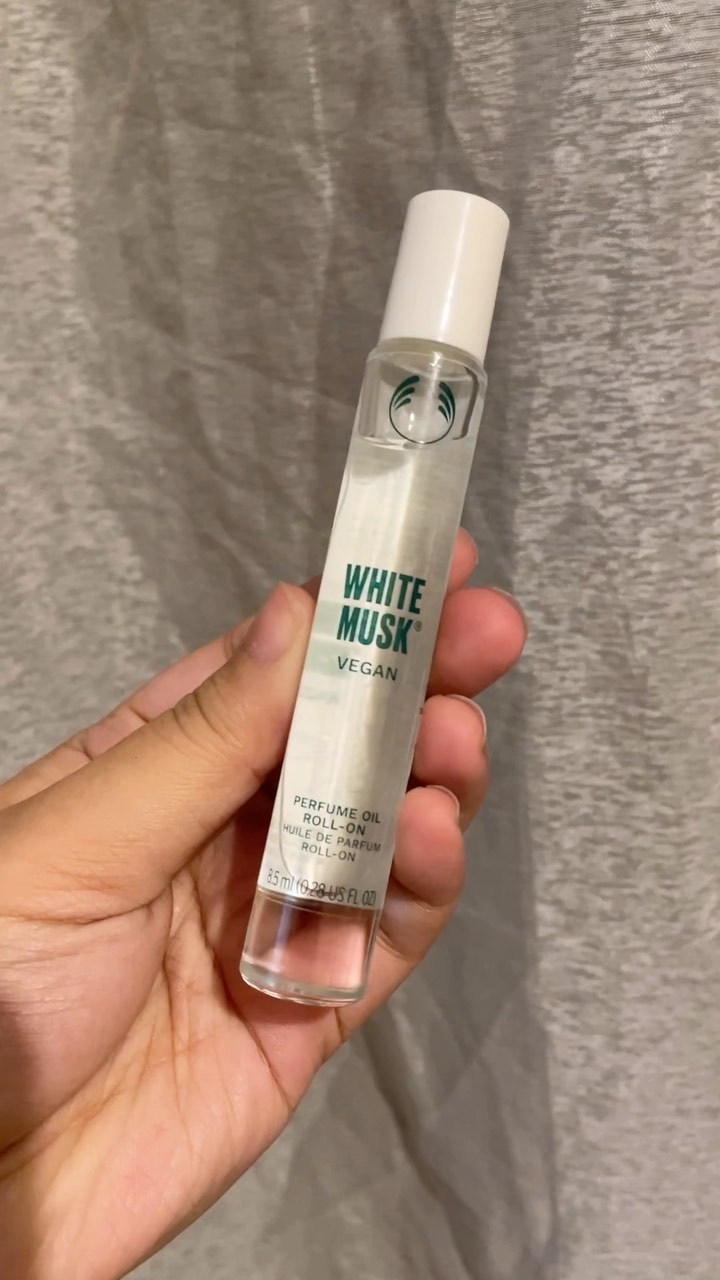 WHITE
MUSK®
VEGAN
PERFUME OIL
ROLL-ON
HUILE DE PARFUM
ROLL-ON
8.5 ml (0.28 US FL OZ)